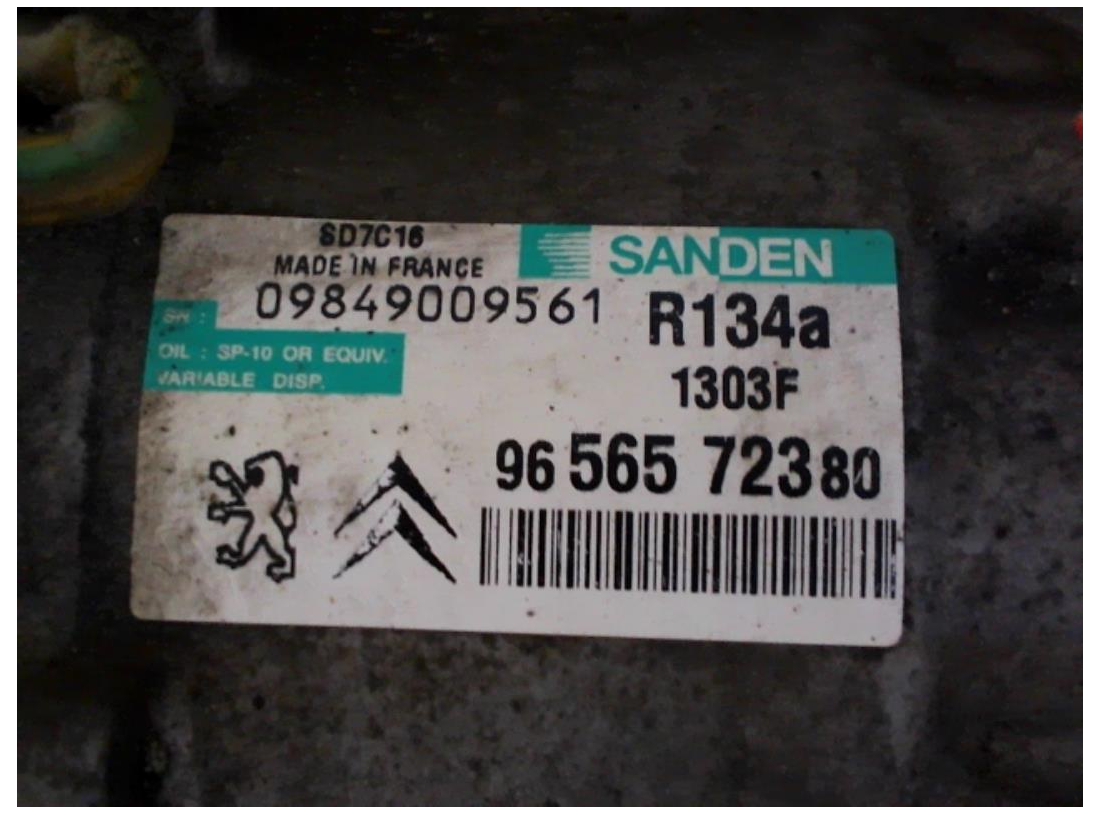 SD7C16
MADE IN FRANCE
SANDEN
SN : 09849009561
R134a
OIL : SP-10 OR EQUIV.
VARIABLE DISP.
1303F
96 565 723 80